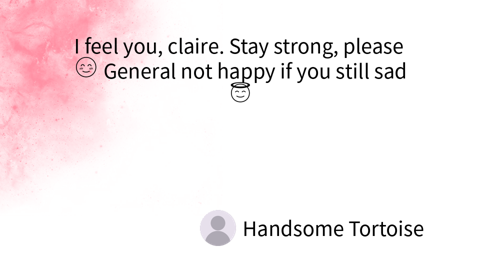 I feel you, claire. Stay strong, please
😊 General not happy if you still sad
😇
Handsome Tortoise